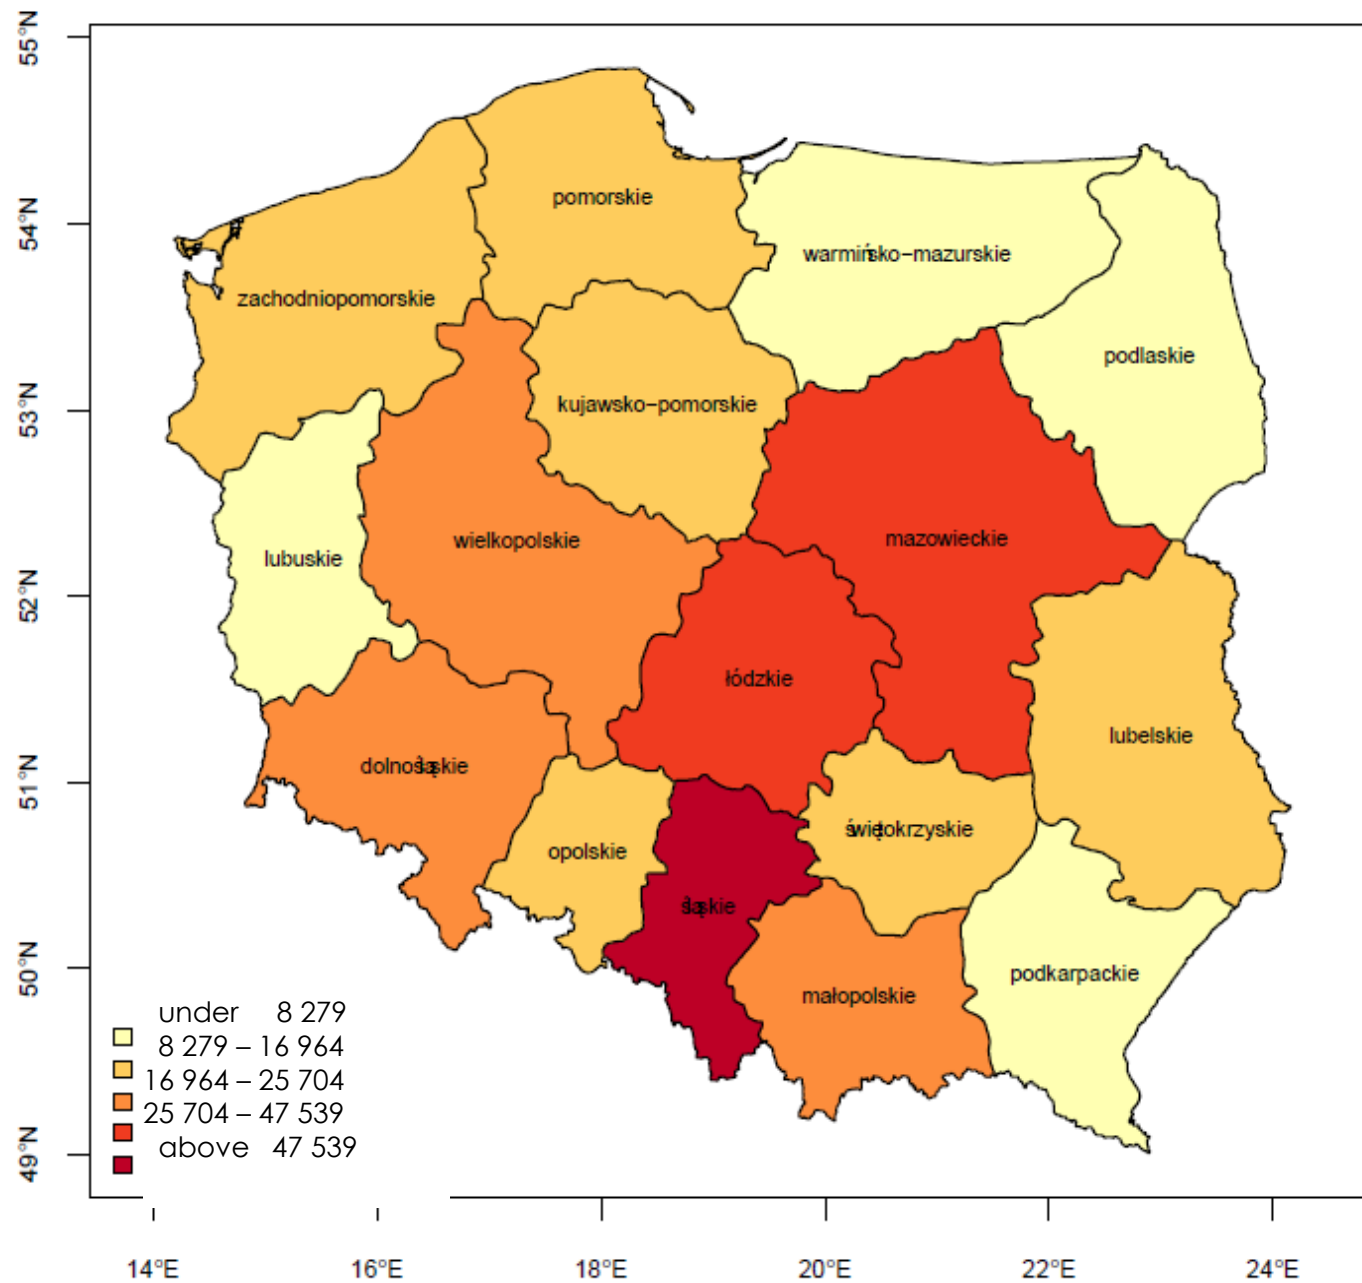 55°N
pomorskie
54°N
warmińsko−mazurskie
zachodniopomorskie
podlaskie
53°N
kujawsko−pomorskie
wielkopolskie
mazowieckie
lubuskie
52°N
łódzkie
lubelskie
dolnośląskie
51°N
świętokrzyskie
opolskie
śląskie
50°N
podkarpackie
małopolskie
under 8 279
8 279 – 16 964
16 964 – 25 704
25 704 – 47 539
above 47 539
49°N
14°E 16°E 18°E 20°E 22°E 24°E